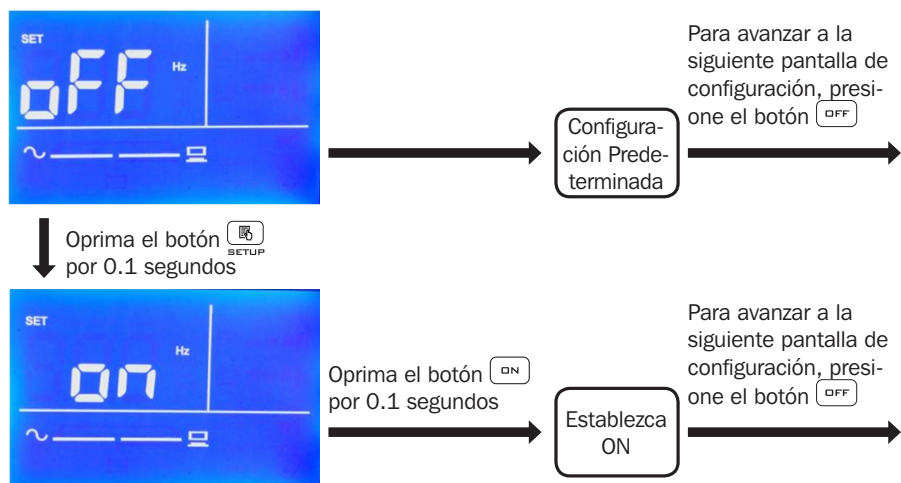 SET
oFF Hz
Para avanzar a la
siguiente pantalla de
configuración, presi-
one el botón OFF
Configura-
ción Prede-
terminada
Oprima el botón SETUP
por 0.1 segundos
SET
on Hz
Oprima el botón ON
por 0.1 segundos
Establezca
ON
Para avanzar a la
siguiente pantalla de
configuración, presi-
one el botón OFF